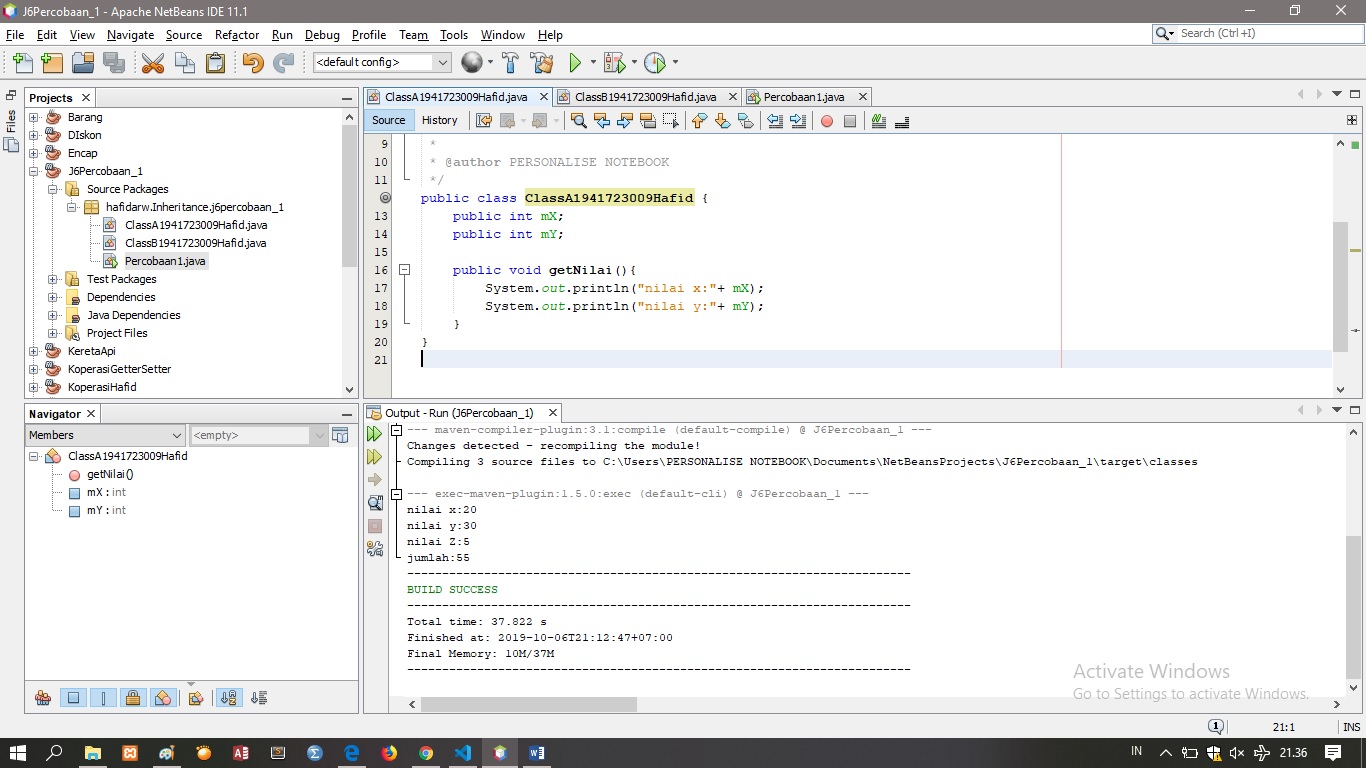 J6Percobaan_1 - Apache NetBeans IDE 11.1
File Edit View Navigate Source Refactor Run Debug Profile Team Tools Window Help
Search (Ctrl+I)
<default config>
Files
Projects
Barang
DIskon
Encap
J6Percobaan_1
Source Packages
hafidarw.Inheritance.j6percobaan_1
ClassA1941723009Hafid.java
ClassB1941723009Hafid.java
Percobaan1.java
Test Packages
Dependencies
Java Dependencies
Project Files
KeretaApi
KoperasiGetterSetter
KoperasiHafid
ClassA1941723009Hafid.java ClassB1941723009Hafid.java Percobaan1.java
Source History
9 *
10 * @author PERSONALISE NOTEBOOK
11 */
public class ClassA1941723009Hafid {
13 public int mX;
14 public int mY;
15
16 public void getNilai(){
17 System.out.println("nilai x:"+ mX);
18 System.out.println("nilai y:"+ mY);
19 }
20 }
21
Navigator
Members <empty>
ClassA1941723009Hafid
getNilai()
mX : int
mY : int
Output - Run (J6Percobaan_1)
--- maven-compiler-plugin:3.1:compile (default-compile) @ J6Percobaan_1 ---
Changes detected - recompiling the module!
Compiling 3 source files to C:\Users\PERSONALISE NOTEBOOK\Documents\NetBeansProjects\J6Percobaan_1\target\classes
--- exec-maven-plugin:1.5.0:exec (default-cli) @ J6Percobaan_1 ---
nilai x:20
nilai y:30
nilai Z:5
jumlah:55
------------------------------------------------------------------------
BUILD SUCCESS
------------------------------------------------------------------------
Total time: 37.822 s
Finished at: 2019-10-06T21:12:47+07:00
Final Memory: 10M/37M
------------------------------------------------------------------------
Activate Windows
Go to Settings to activate Windows.
1 21:1 INS
IN 21.36